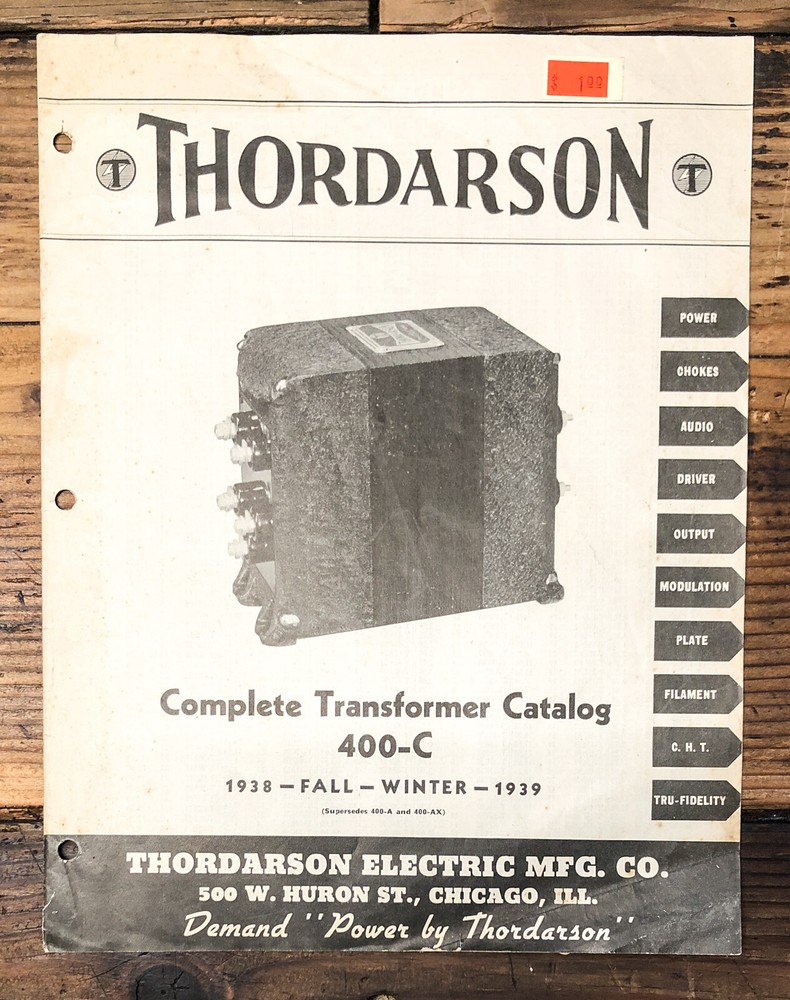 $ 1.00
T THORDARSON T
POWER
CHOKES
AUDIO
DRIVER
OUTPUT
MODULATION
PLATE
FILAMENT
C. H. T.
TRU-FIDELITY
Complete Transformer Catalog
400-C
1938 — FALL — WINTER — 1939
(Supersedes 400-A and 400-AX)
THORDARSON ELECTRIC MFG. CO.
500 W. HURON ST., CHICAGO, ILL.
Demand "Power by Thordarson"